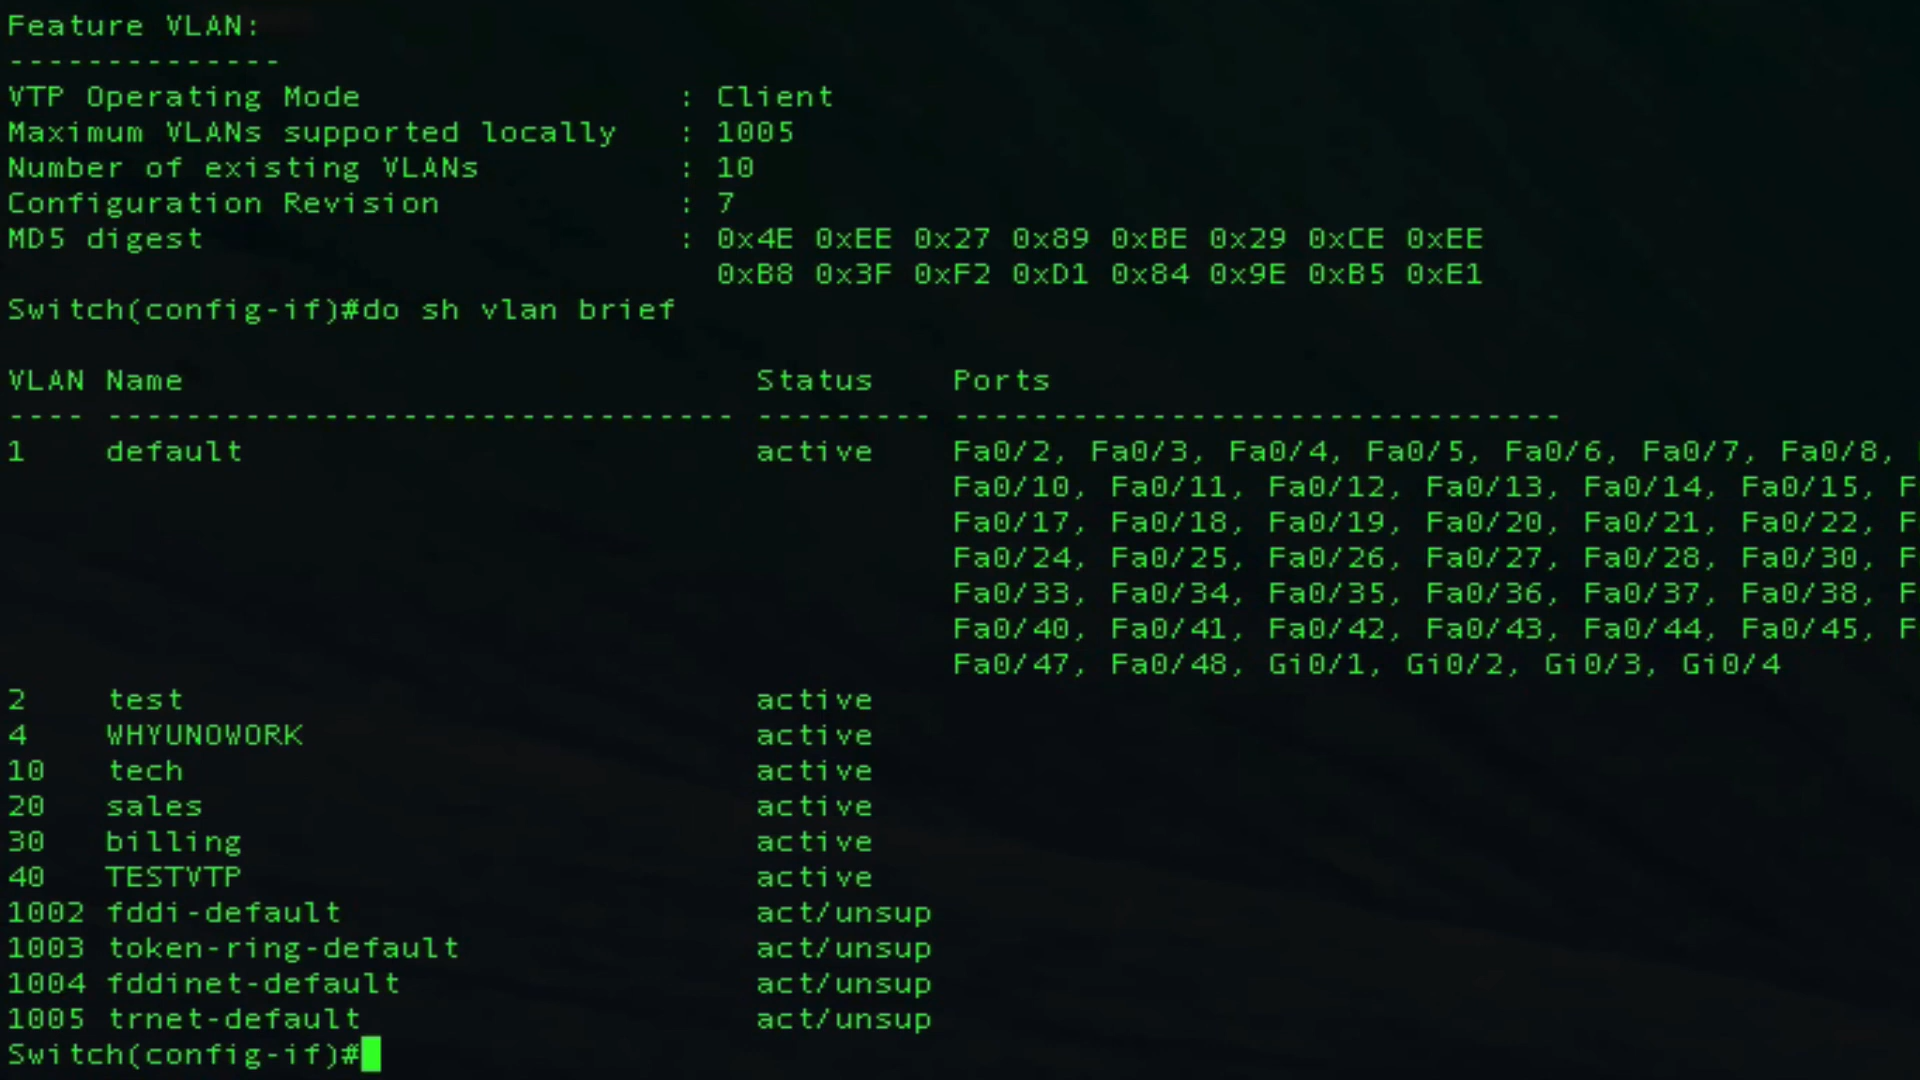 Feature VLAN:
--------------
VTP Operating Mode                : Client
Maximum VLANs supported locally   : 1005
Number of existing VLANs          : 10
Configuration Revision            : 7
MD5 digest                        : 0x4E 0xEE 0x27 0x89 0xBE 0x29 0xCE 0xEE
                                    0xB8 0x3F 0xF2 0xD1 0x84 0x9E 0xB5 0xE1
Switch(config-if)#do sh vlan brief
VLAN Name                             Status    Ports
---- -------------------------------- --------- -------------------------------
1    default                          active    Fa0/2, Fa0/3, Fa0/4, Fa0/5, Fa0/6, Fa0/7, Fa0/8,
                                                Fa0/10, Fa0/11, Fa0/12, Fa0/13, Fa0/14, Fa0/15, F
                                                Fa0/17, Fa0/18, Fa0/19, Fa0/20, Fa0/21, Fa0/22, F
                                                Fa0/24, Fa0/25, Fa0/26, Fa0/27, Fa0/28, Fa0/30, F
                                                Fa0/33, Fa0/34, Fa0/35, Fa0/36, Fa0/37, Fa0/38, F
                                                Fa0/40, Fa0/41, Fa0/42, Fa0/43, Fa0/44, Fa0/45, F
                                                Fa0/47, Fa0/48, Gi0/1, Gi0/2, Gi0/3, Gi0/4
2    test                             active
4    WHYUNOWORK                       active
10   tech                             active
20   sales                            active
30   billing                          active
40   TESTVTP                          active
1002 fddi-default                     act/unsup
1003 token-ring-default               act/unsup
1004 fddinet-default                  act/unsup
1005 trnet-default                    act/unsup
Switch(config-if)#